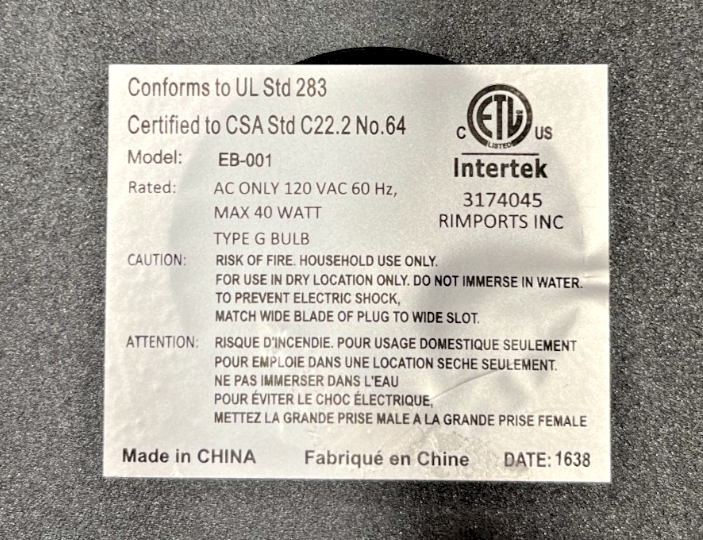 Conforms to UL Std 283
Certified to CSA Std C22.2 No.64
Model: EB-001
Rated: AC ONLY 120 VAC 60 Hz,
MAX 40 WATT
TYPE G BULB
C ETL US
LISTED
Intertek
3174045
RIMPORTS INC
CAUTION: RISK OF FIRE. HOUSEHOLD USE ONLY.
FOR USE IN DRY LOCATION ONLY. DO NOT IMMERSE IN WATER.
TO PREVENT ELECTRIC SHOCK,
MATCH WIDE BLADE OF PLUG TO WIDE SLOT.
ATTENTION: RISQUE D'INCENDIE. POUR USAGE DOMESTIQUE SEULEMENT
POUR EMPLOIE DANS UNE LOCATION SECHE SEULEMENT.
NE PAS IMMERSER DANS L'EAU
POUR ÉVITER LE CHOC ÉLECTRIQUE,
METTEZ LA GRANDE PRISE MALE A LA GRANDE PRISE FEMALE
Made in CHINA Fabriqué en Chine DATE: 1638